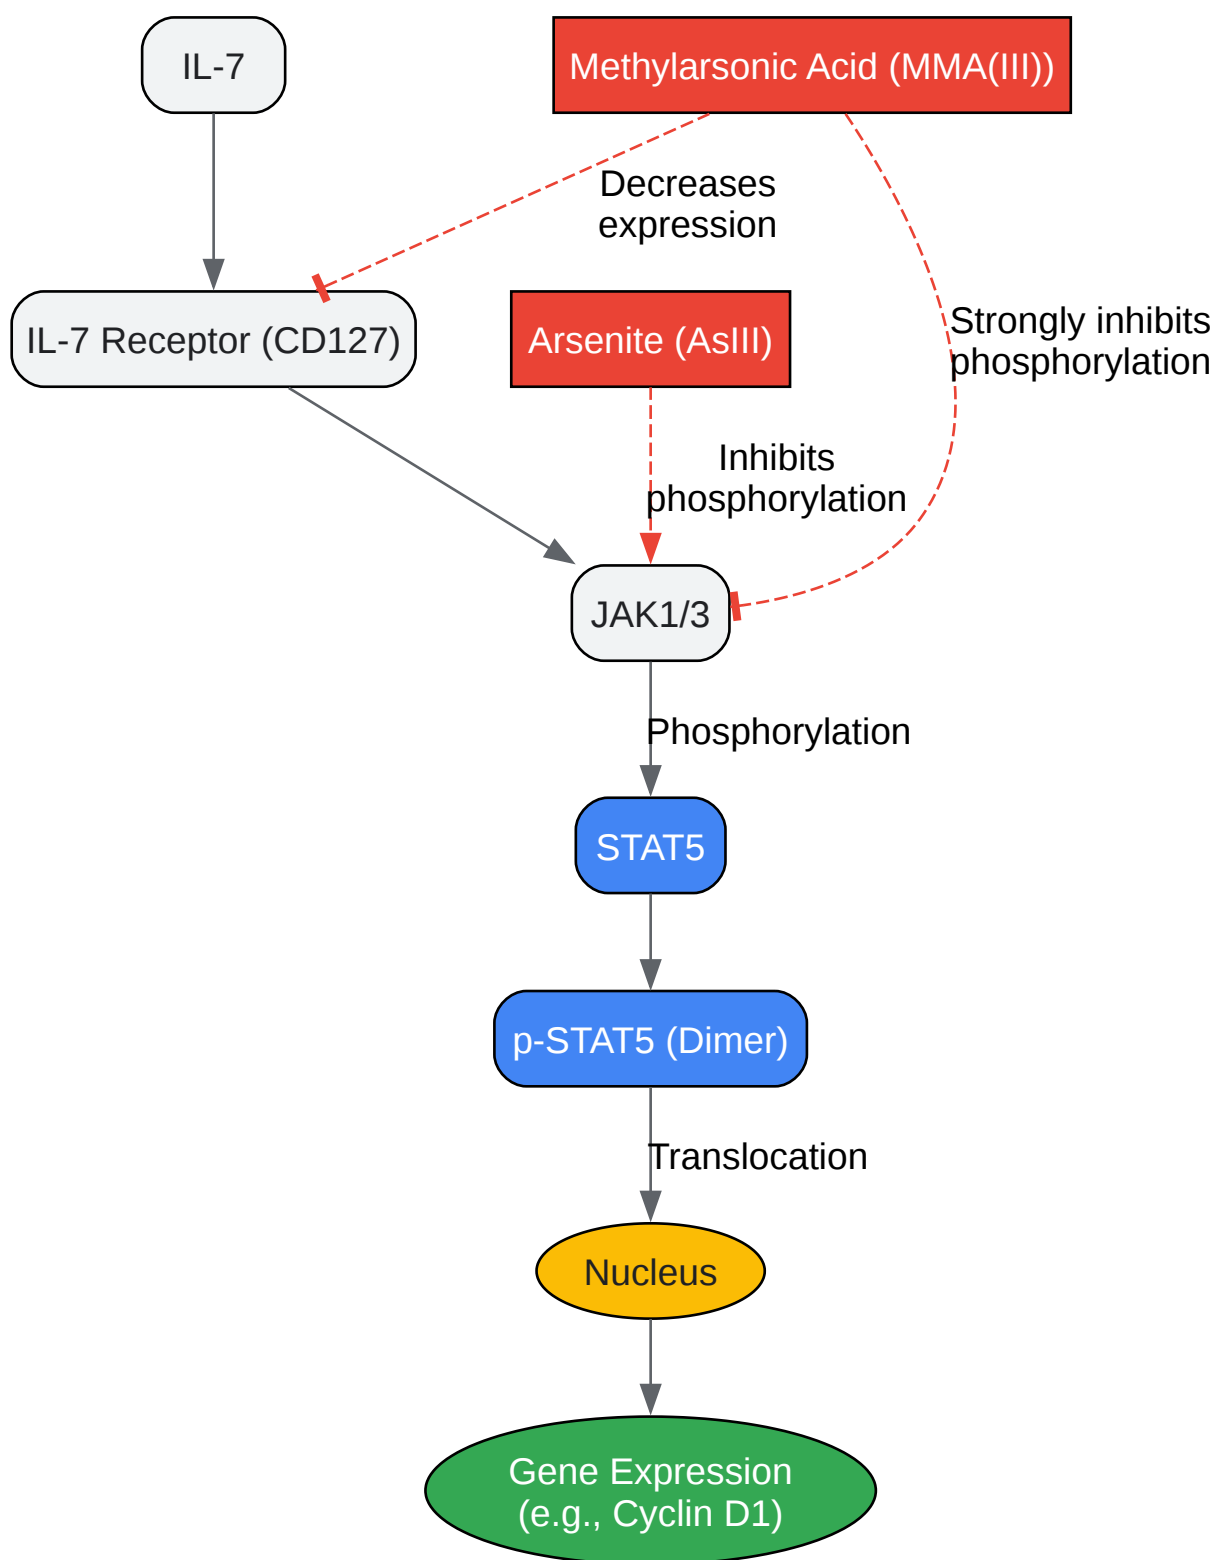 IL-7
Methylarsonic Acid (MMA(III))
Decreases
expression
IL-7 Receptor (CD127)
Arsenite (AsIII)
Strongly inhibits
phosphorylation
Inhibits
phosphorylation
JAK1/3
Phosphorylation
STAT5
p-STAT5 (Dimer)
Translocation
Nucleus
Gene Expression
(e.g., Cyclin D1)